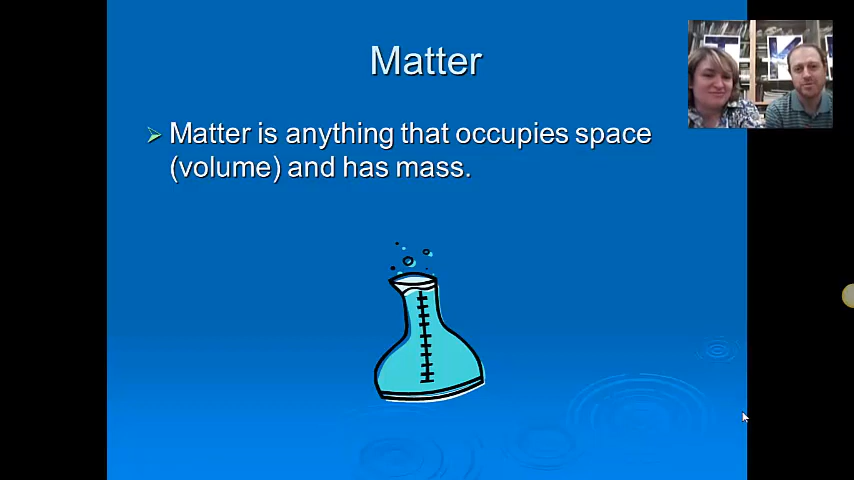 Matter
Matter is anything that occupies space
(volume) and has mass.